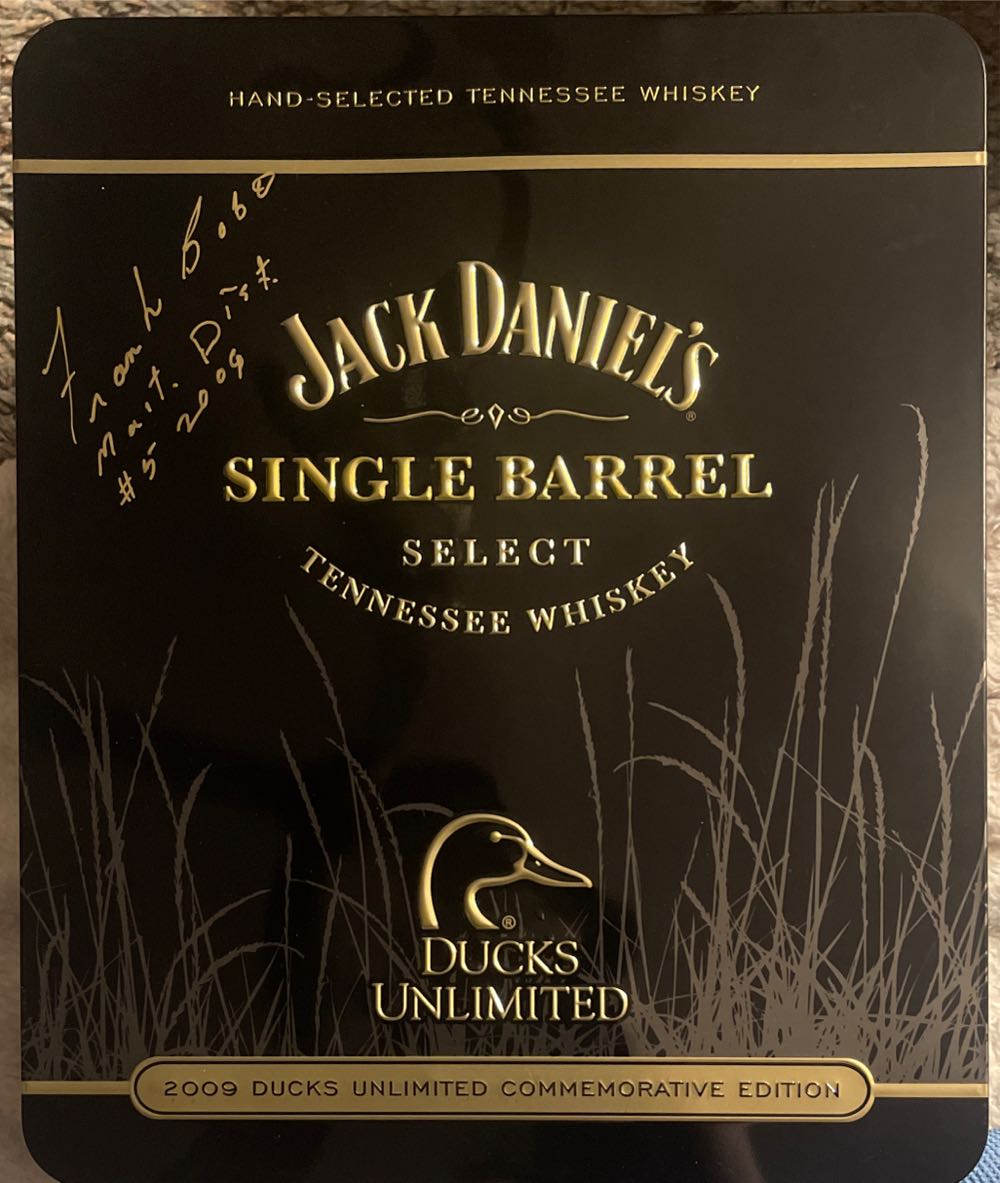 HAND-SELECTED TENNESSEE WHISKEY
Frank Bobo
Mast. Dist.
#5 2009
JACK DANIEL'S
®
SINGLE BARREL
SELECT
TENNESSEE WHISKEY
®
DUCKS
UNLIMITED
2009 DUCKS UNLIMITED COMMEMORATIVE EDITION